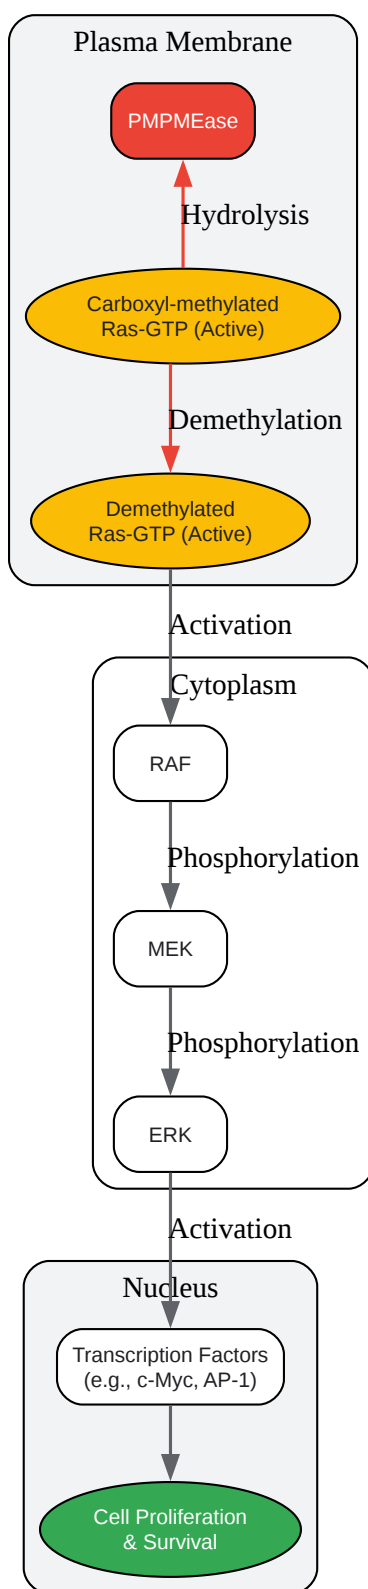 Plasma Membrane
PMPMEase
Hydrolysis
Carboxyl-methylated
Ras-GTP (Active)
Demethylation
Demethylated
Ras-GTP (Active)
Activation
Cytoplasm
RAF
Phosphorylation
MEK
Phosphorylation
ERK
Activation
Nucleus
Transcription Factors
(e.g., c-Myc, AP-1)
Cell Proliferation
& Survival